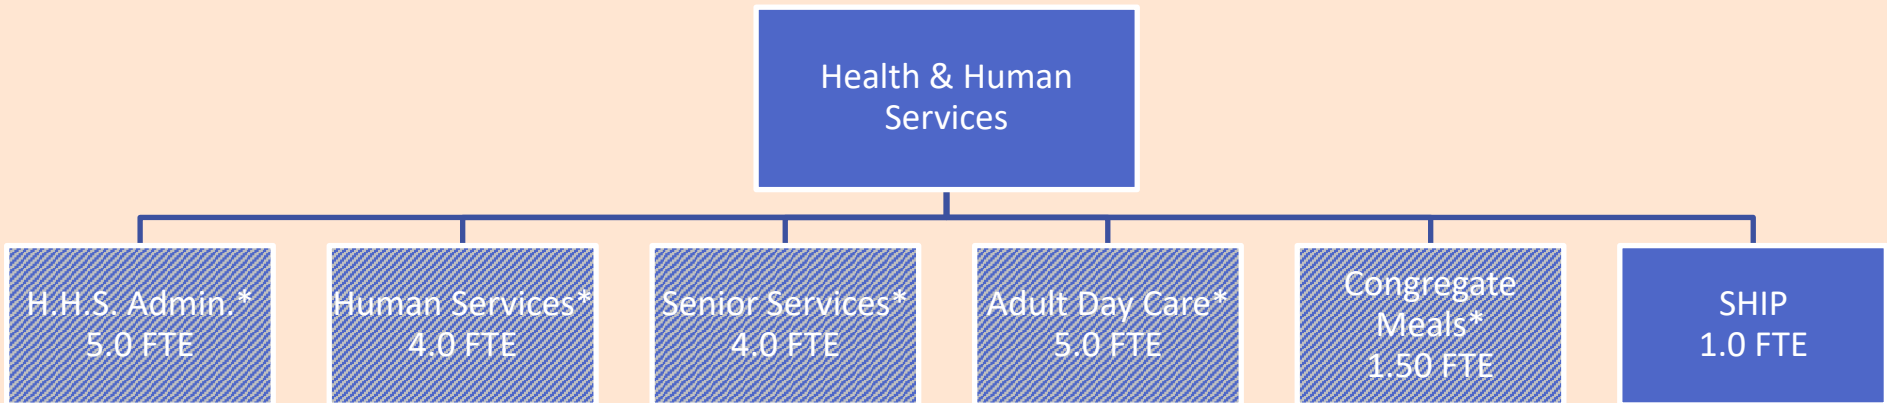 Health & Human
Services
H.H.S. Admin.*
5.0 FTE
Human Services*
4.0 FTE
Senior Services*
4.0 FTE
Adult Day Care*
5.0 FTE
Congregate
Meals*
1.50 FTE
SHIP
1.0 FTE